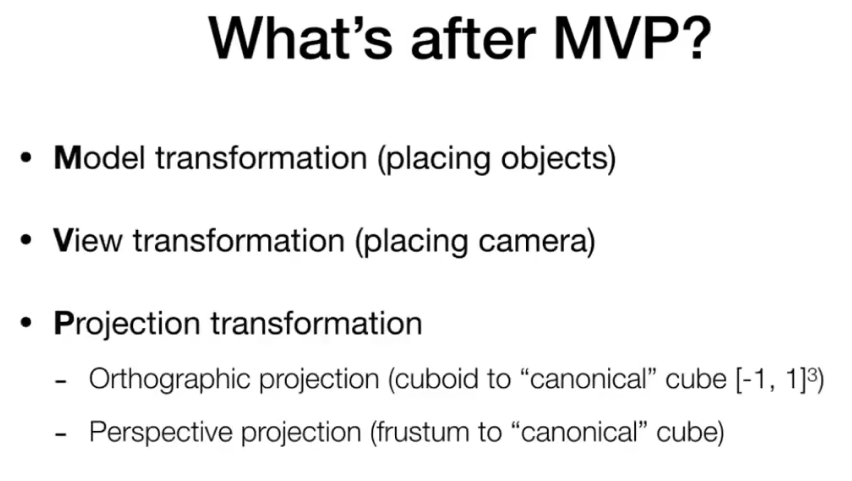 What's after MVP?
• Model transformation (placing objects)
• View transformation (placing camera)
• Projection transformation
- Orthographic projection (cuboid to “canonical” cube [-1, 1]³)
- Perspective projection (frustum to “canonical” cube)